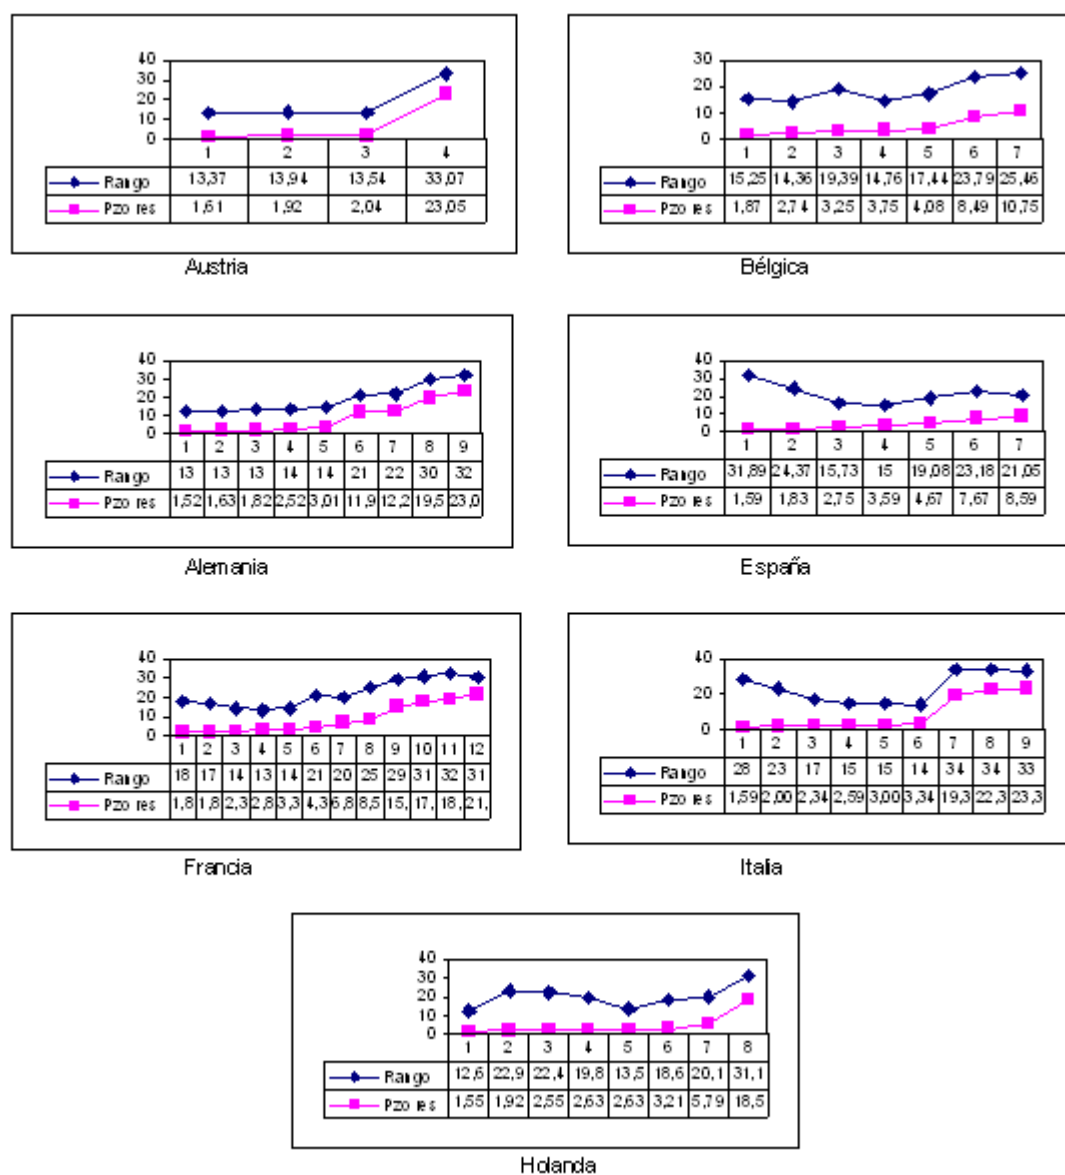 40
30
20
10
0
1 2 3 4
Rango 13,37 13,94 13,54 33,07
Pzo res 1,61 1,92 2,04 23,05
Austria
30
20
10
0
1 2 3 4 5 6 7
Rango 15,25 14,36 19,39 14,76 17,44 23,79 25,46
Pzo res 1,87 2,74 3,25 3,75 4,08 8,49 10,75
Bélgica
40
30
20
10
0
1 2 3 4 5 6 7 8 9
Rango 13 13 13 14 14 21 22 30 32
Pzo res 1,52 1,63 1,82 2,52 3,01 11,9 12,2 19,5 23,0
Alemania
40
30
20
10
0
1 2 3 4 5 6 7
Rango 31,89 24,37 15,73 15 19,08 23,18 21,05
Pzo res 1,59 1,83 2,75 3,59 4,67 7,67 8,59
España
40
30
20
10
0
1 2 3 4 5 6 7 8 9 10 11 12
Rango 18 17 14 13 14 21 20 25 29 31 32 31
Pzo res 1,8 1,8 2,3 2,8 3,3 4,3 6,8 8,5 15, 17, 18, 21,
Francia
40
20
0
1 2 3 4 5 6 7 8 9
Rango 28 23 17 15 15 14 34 34 33
Pzo res 1,59 2,00 2,34 2,59 3,00 3,34 19,3 22,3 23,3
Italia
40
30
20
10
0
1 2 3 4 5 6 7 8
Rango 12,6 22,9 22,4 19,8 13,5 18,6 20,1 31,1
Pzo res 1,55 1,92 2,55 2,63 2,63 3,21 5,79 18,5
Holanda